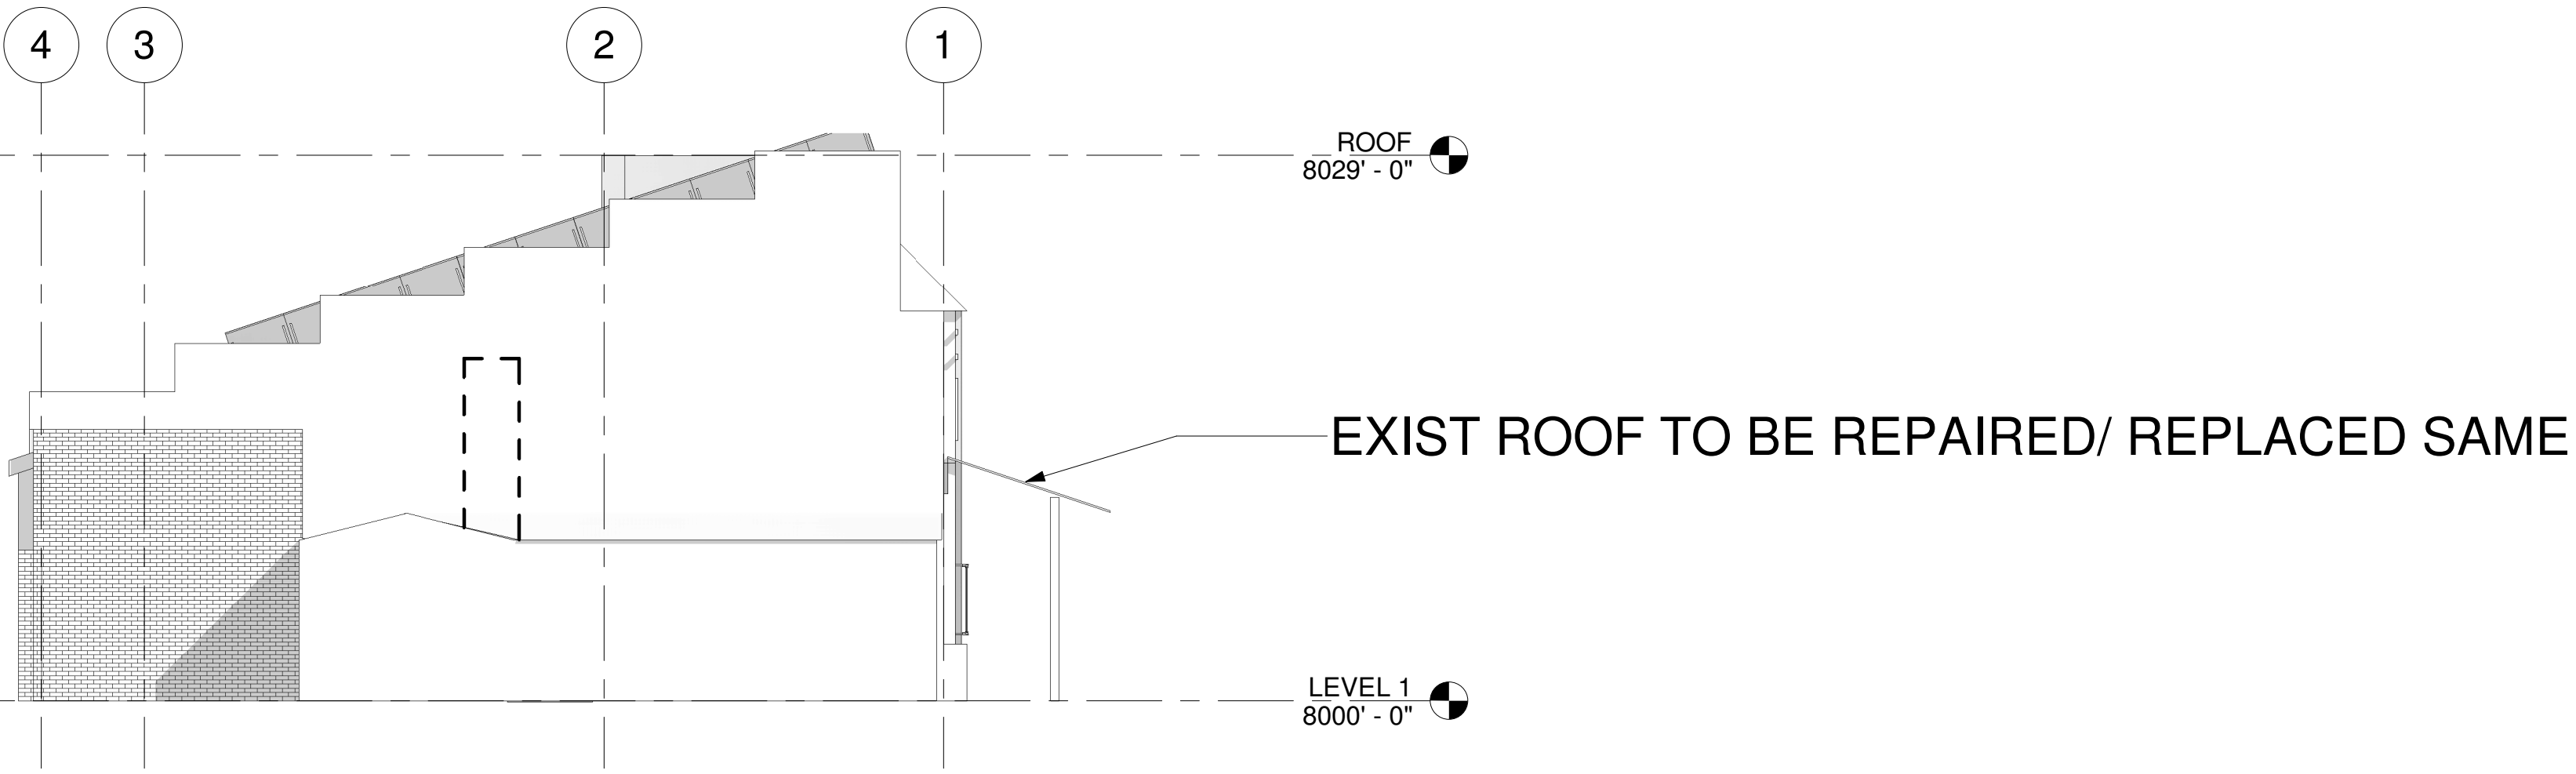 4 3 2 1
ROOF
8029' - 0"
EXIST ROOF TO BE REPAIRED/ REPLACED SAME
LEVEL 1
8000' - 0"